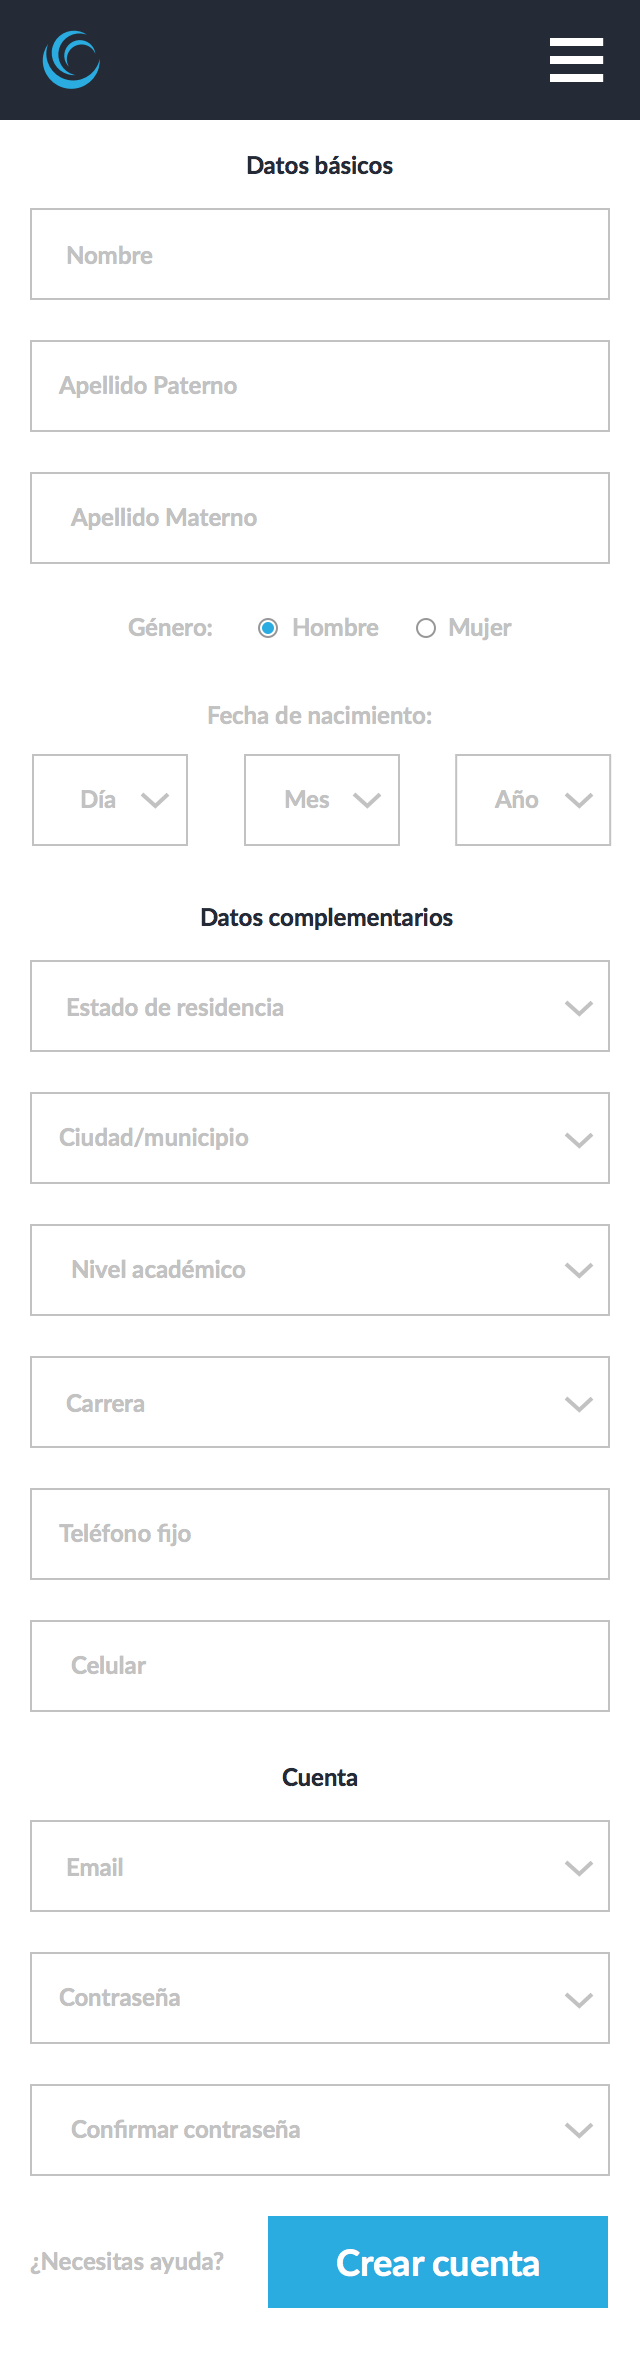 Datos básicos
Nombre
Apellido Paterno
Apellido Materno
Género: Hombre Mujer
Fecha de nacimiento:
Día Mes Año
Datos complementarios
Estado de residencia
Ciudad/municipio
Nivel académico
Carrera
Teléfono fijo
Celular
Cuenta
Email
Contraseña
Confirmar contraseña
¿Necesitas ayuda? Crear cuenta